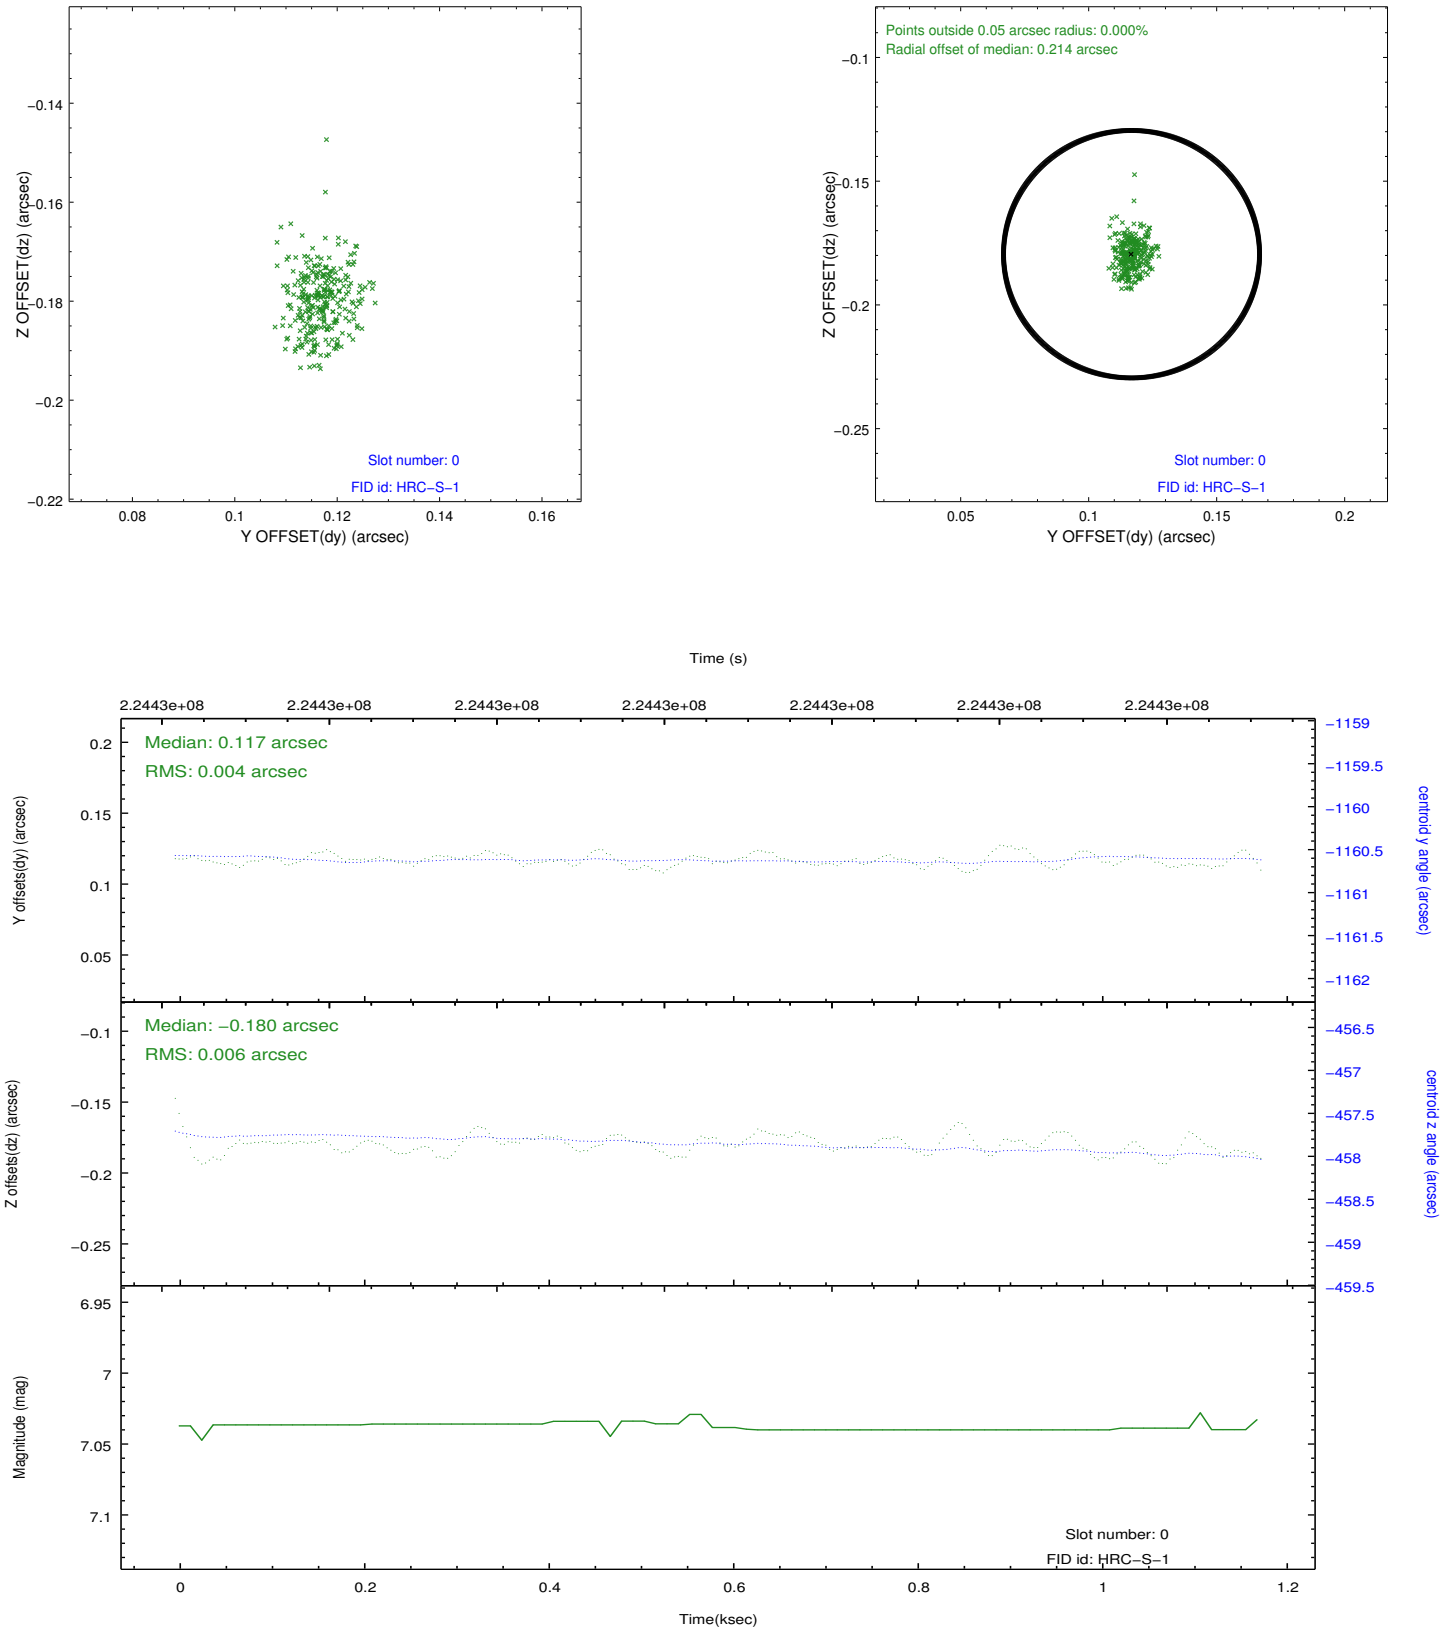 −0.14
−0.16
−0.18
−0.2
−0.22
Z OFFSET(dz) (arcsec)
0.08
0.1
0.12
0.14
0.16
Y OFFSET(dy) (arcsec)
Slot number: 0
FID id: HRC−S−1
Points outside 0.05 arcsec radius: 0.000%
Radial offset of median: 0.214 arcsec
−0.1
−0.15
−0.2
−0.25
Z OFFSET(dz) (arcsec)
0.05
0.1
0.15
0.2
Y OFFSET(dy) (arcsec)
Slot number: 0
FID id: HRC−S−1
Time (s)
2.2443e+08
2.2443e+08
2.2443e+08
2.2443e+08
2.2443e+08
2.2443e+08
2.2443e+08
Median: 0.117 arcsec
RMS: 0.004 arcsec
0.2
0.15
0.1
0.05
Y offsets(dy) (arcsec)
−1159
−1159.5
−1160
−1160.5
−1161
−1161.5
−1162
centroid y angle (arcsec)
Median: −0.180 arcsec
RMS: 0.006 arcsec
−0.1
−0.15
−0.2
−0.25
Z offsets(dz) (arcsec)
−456.5
−457
−457.5
−458
−458.5
−459
−459.5
centroid z angle (arcsec)
6.95
7
7.05
7.1
Magnitude (mag)
Slot number: 0
FID id: HRC−S−1
0
0.2
0.4
0.6
0.8
1
1.2
Time(ksec)